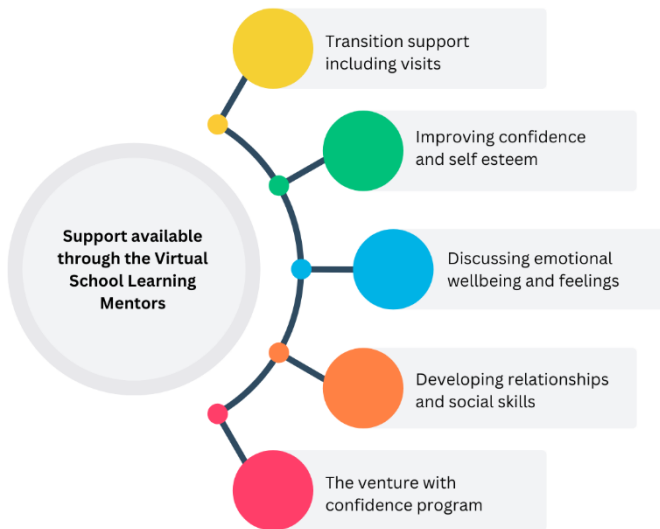 Transition support
including visits
Improving confidence
and self esteem
Support available
through the Virtual
School Learning
Mentors
Discussing emotional
wellbeing and feelings
Developing relationships
and social skills
The venture with
confidence program